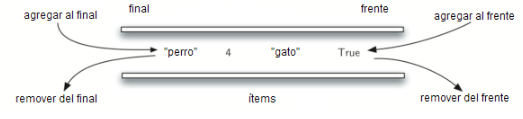 agregar al final
final
frente
agregar al frente
"perro" 4 "gato" True
remover del final
ítems
remover del frente